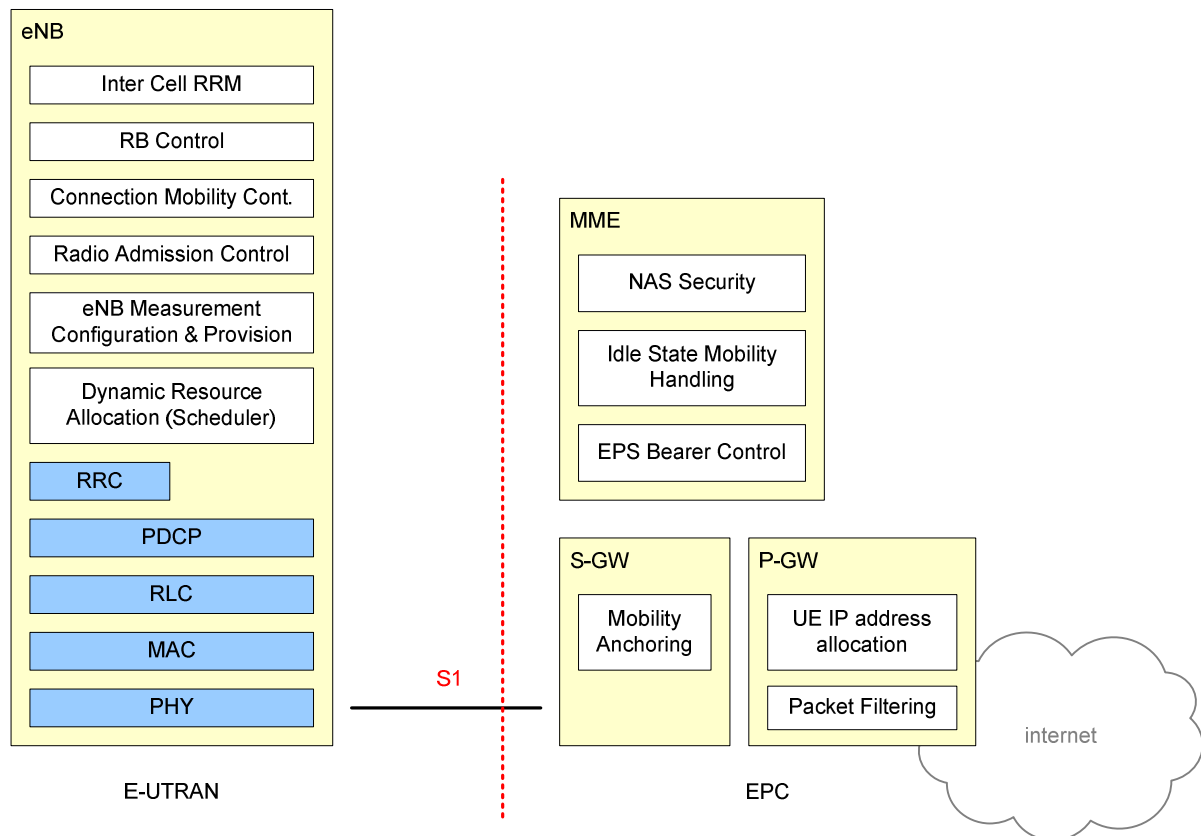 eNB
Inter Cell RRM
RB Control
Connection Mobility Cont.
Radio Admission Control
eNB Measurement
Configuration & Provision
Dynamic Resource
Allocation (Scheduler)
RRC
PDCP
RLC
MAC
PHY
S1
MME
NAS Security
Idle State Mobility
Handling
EPS Bearer Control
S-GW
Mobility
Anchoring
P-GW
UE IP address
allocation
Packet Filtering
internet
E-UTRAN
EPC